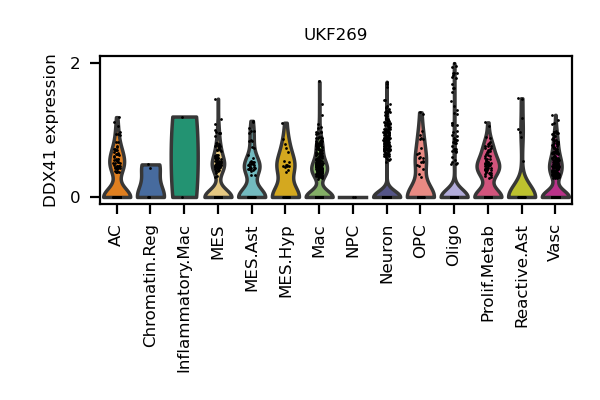 UKF269
DDX41 expression
2
0
AC
Chromatin.Reg
Inflammatory.Mac
MES
MES.Ast
MES.Hyp
Mac
NPC
Neuron
OPC
Oligo
Prolif.Metab
Reactive.Ast
Vasc